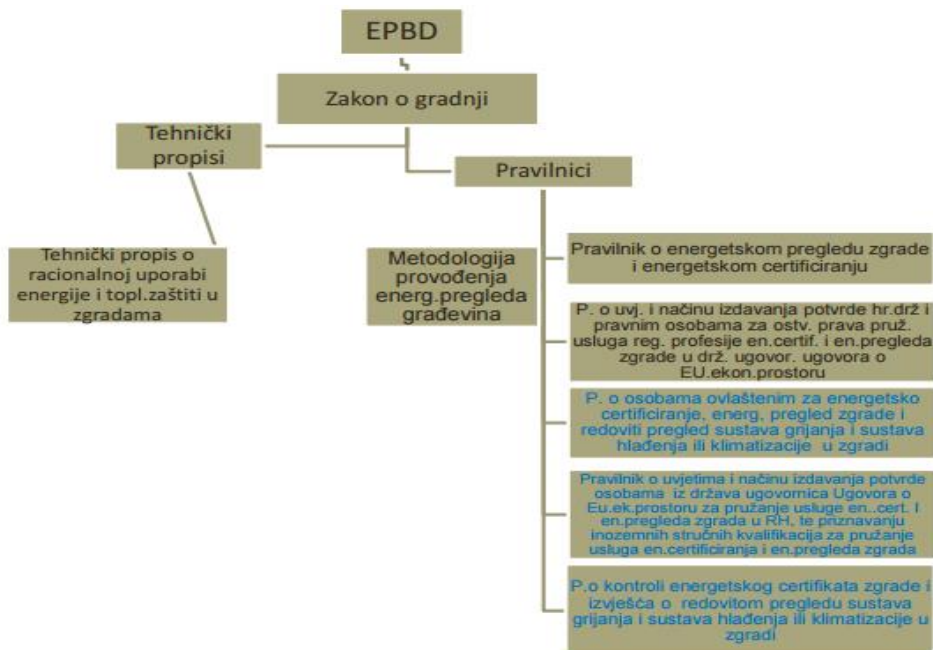 EPBD
Zakon o gradnji
Tehnički
propisi
Pravilnici
Tehnički propis o
racionalnoj uporabi
energije i topl.zaštiti u
zgradama
Metodologija
provođenja
energ.pregleda
građevina
Pravilnik o energetskom pregledu zgrade
i energetskom certificiranju
P. o uvj. i načinu izdavanja potvrde hr.drž i
pravnim osobama za ostv. prava pruž.
usluga reg. profesije en.certif. i en.pregleda
zgrade u drž. ugovor. ugovora o
EU.ekon.prostoru
P. o osobama ovlaštenim za energetsko
certificiranje, energ, pregled zgrade i
redoviti pregled sustava grijanja i sustava
hlađenja ili klimatizacije u zgradi
Pravilnik o uvjetima i načinu izdavanja potvrde
osobama iz država ugovornica Ugovora o
Eu.ek.prostoru za pružanje usluge en..cert. I
en.pregleda zgrada u RH, te priznavanju
inozemnih stručnih kvalifikacija za pružanje
usluga en.certificiranja i en.pregleda zgrada
P.o kontroli energetskog certifikata zgrade i
izvješća o redovitom pregledu sustava
grijanja i sustava hlađenja ili klimatizacije u
zgradi